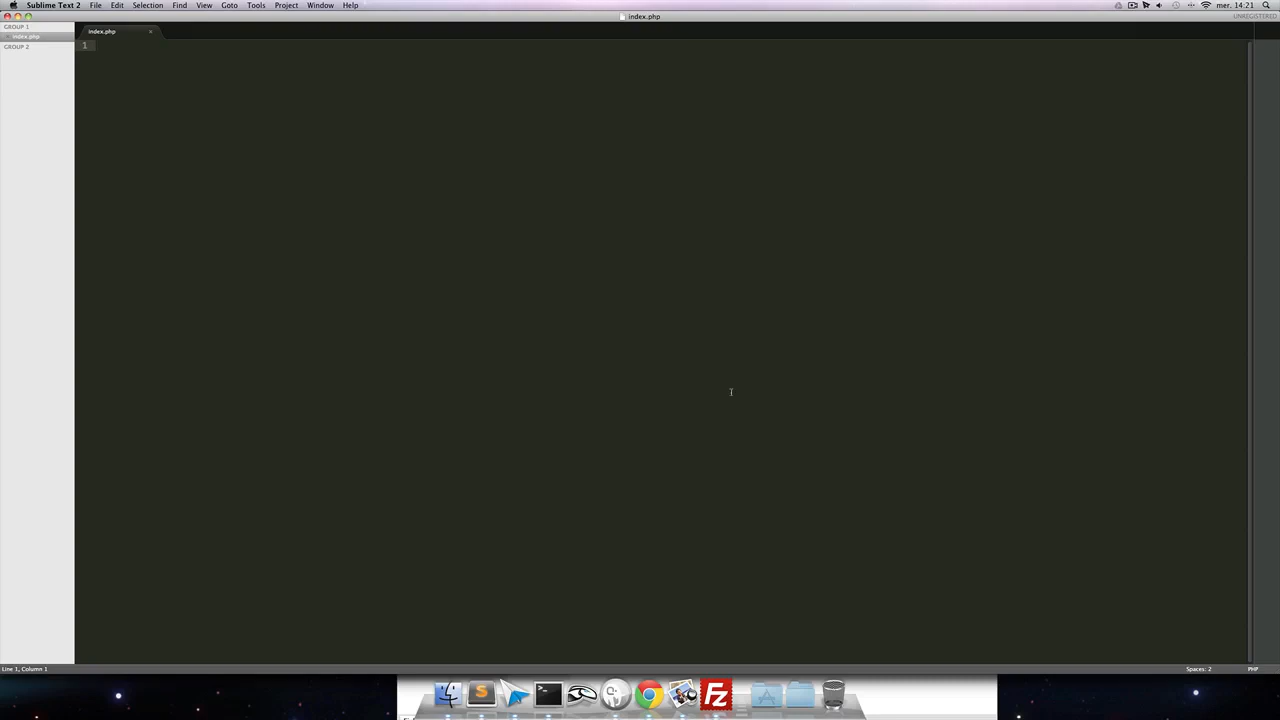 Sublime Text 2 File Edit Selection Find View Goto Tools Project Window Help mer. 14:21
index.php UNREGISTERED
GROUP 1
index.php
GROUP 2
index.php ×
1
Line 1, Column 1 Spaces: 2 PHP
S
Fz